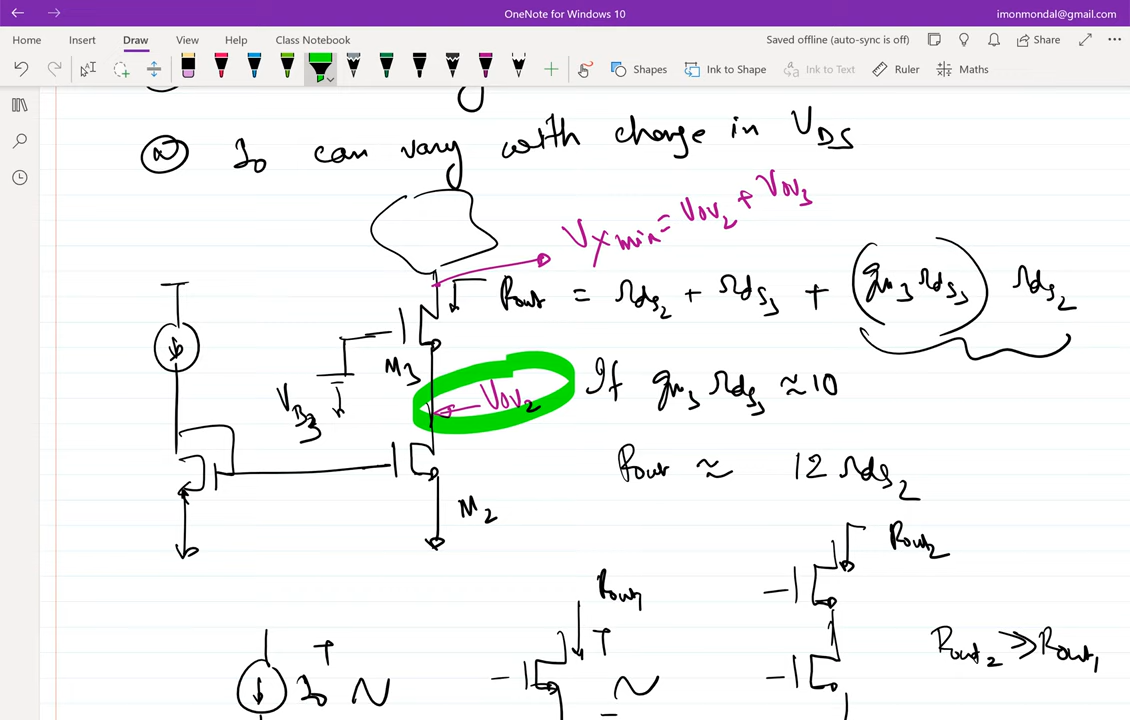 OneNote for Windows 10
imonmondal@gmail.com
Home Insert Draw View Help Class Notebook
Saved offline (auto-sync is off) Share
Shapes Ink to Shape Ink to Text Ruler Maths
I0 can vary with change in VDS
Vx min = Vov2 + Vov3
Rout = rds2 + rds3 + (gm3 rds3) rds2
M3
VB3
Vov2
If gm3 rds3 ≈ 10
Rout ≈ 12 rds2
M2
Rout2
Rout1
Rout2 >> Rout1
I0